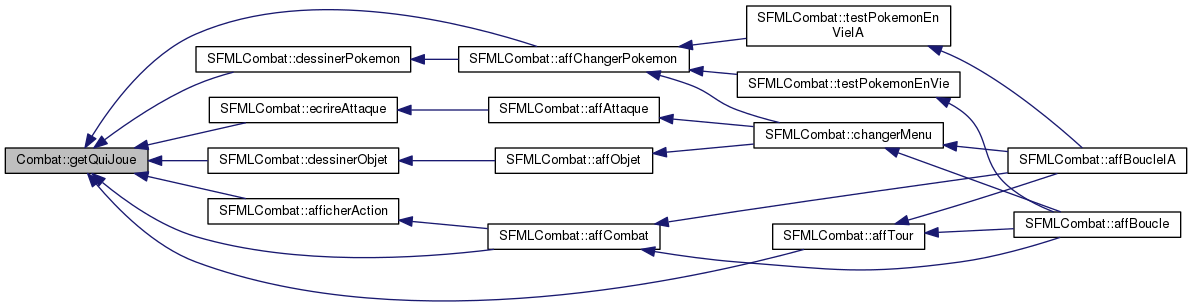 SFMLCombat::testPokemonEn
VieIA
SFMLCombat::dessinerPokemon
SFMLCombat::affChangerPokemon
SFMLCombat::testPokemonEnVie
SFMLCombat::ecrireAttaque
SFMLCombat::affAttaque
SFMLCombat::changerMenu
Combat::getQuiJoue
SFMLCombat::dessinerObjet
SFMLCombat::affObjet
SFMLCombat::affBoucleIA
SFMLCombat::afficherAction
SFMLCombat::affCombat
SFMLCombat::affTour
SFMLCombat::affBoucle